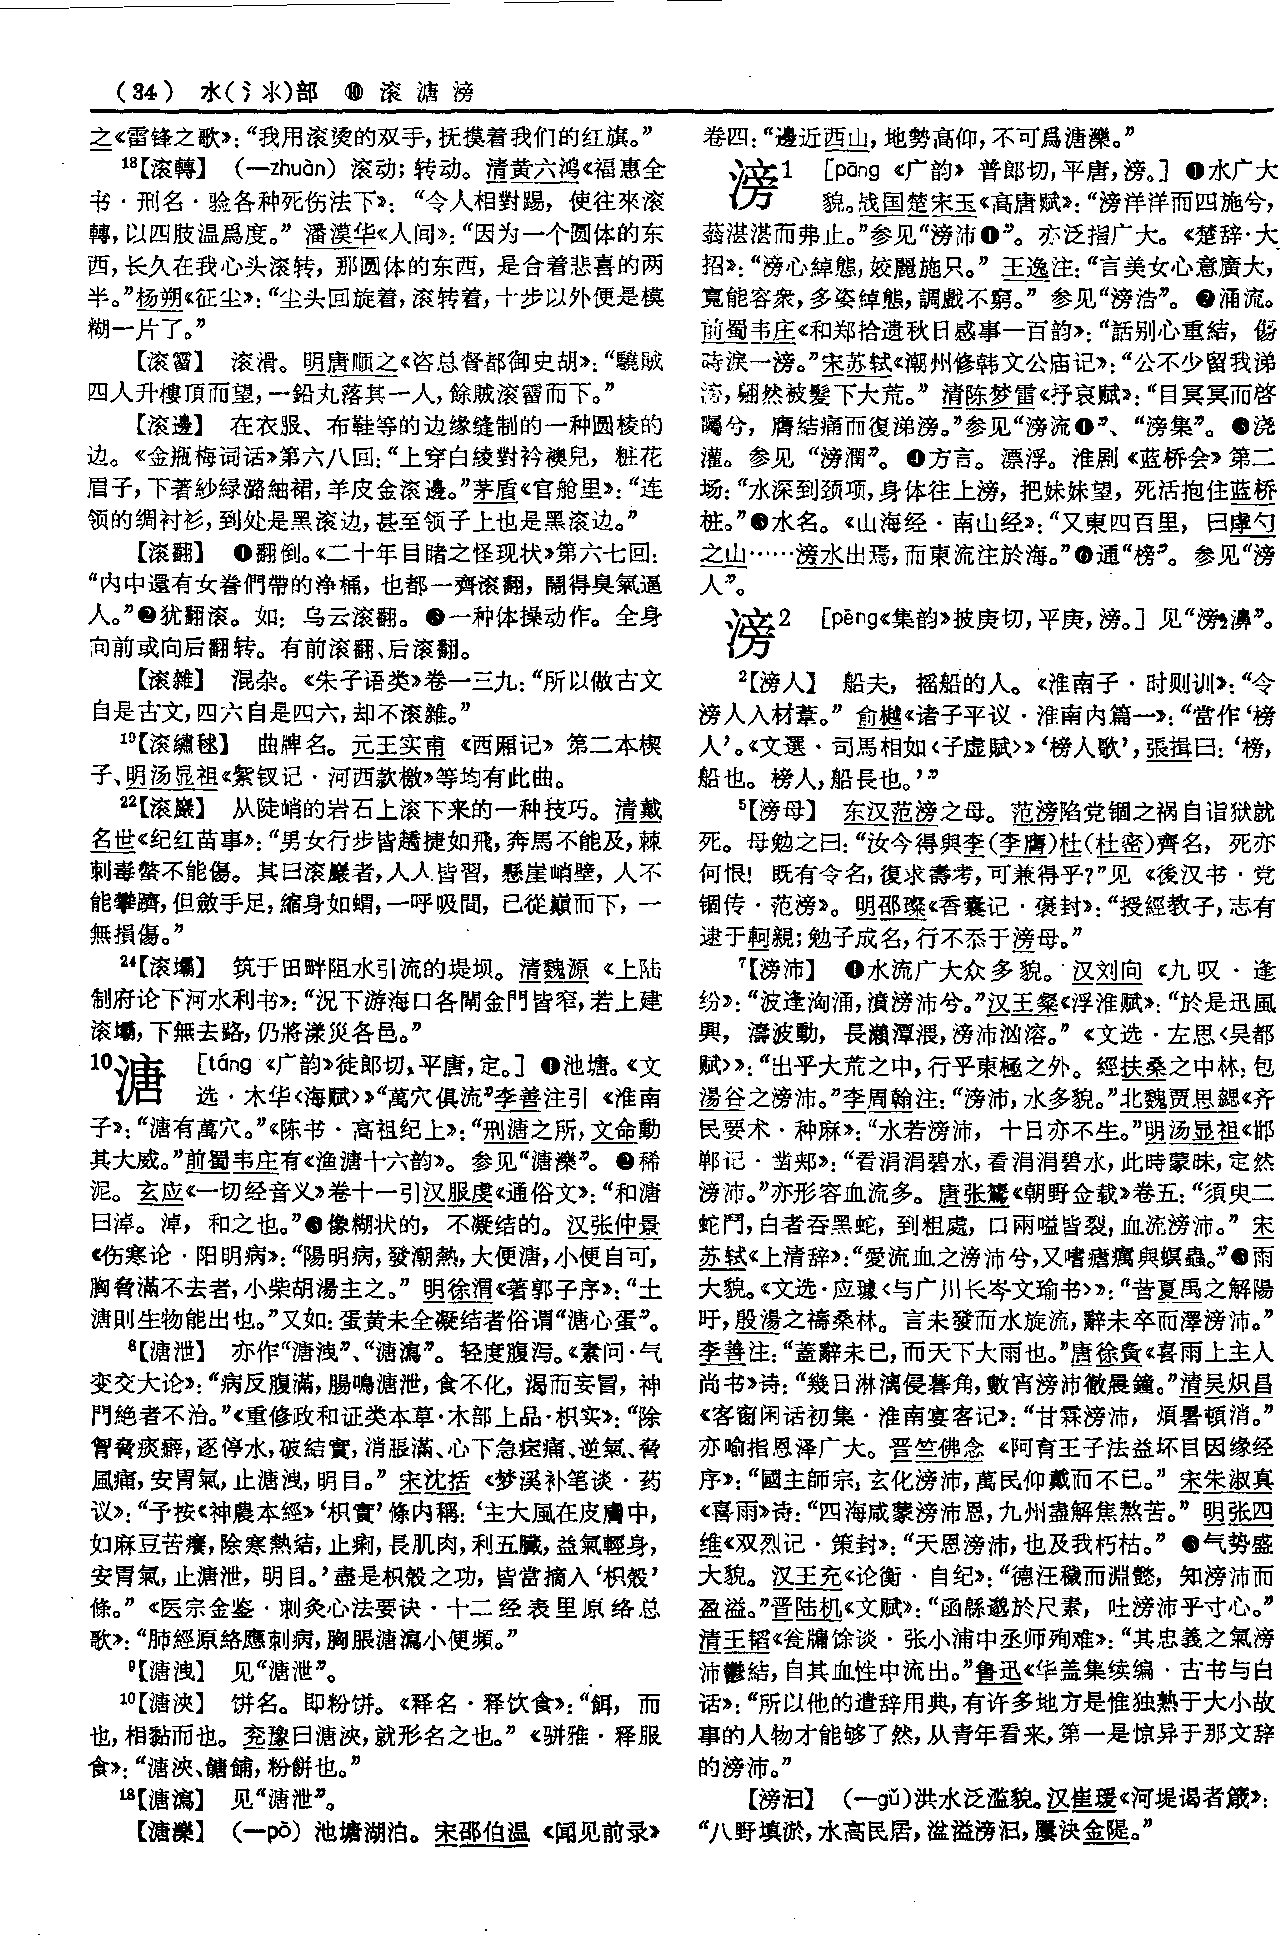 (34) 水(氵氺)部 ⑩ 滚溏滂
之《雷锋之歌》：“我用滚烫的双手，抚摸着我们的红旗。”
18【滚轉】 （—zhuàn）滚动；转动。清黄六鸿《福惠全
书·刑名·验各种死伤法下》：“令人相對踢，使往來滚
轉，以四肢温爲度。” 潘漠华《人间》：“因为一个圆体的东
西，长久在我心头滚转，那圆体的东西，是合着悲喜的两
半。”杨朔《征尘》：“尘头回旋着，滚转着，十步以外便是模
糊一片了。”
【滚霤】 滚滑。明唐顺之《咨总督都御史胡》：“驍贼
四人升樓頂而望，一鉛丸落其一人，餘賊滚霤而下。”
【滚邊】 在衣服、布鞋等的边缘缝制的一种圆棱的
边。《金瓶梅词话》第六八回：“上穿白綾對衿襖兒，粧花
眉子，下著紗緑潞紬裙，羊皮金滚邊。”茅盾《官舱里》：“连
领的绸衬衫，到处是黑滚边，甚至领子上也是黑滚边。”
【滚翻】 ❶翻倒。《二十年目睹之怪现状》第六七回：
“内中還有女眷們帶的净桶，也都一齊滚翻，鬧得臭氣逼
人。”❷犹翻滚。如：乌云滚翻。❸一种体操动作。全身
向前或向后翻转。有前滚翻、后滚翻。
【滚雜】 混杂。《朱子语类》卷一三九：“所以做古文
自是古文，四六自是四六，却不滚雜。”
19【滚繡毬】 曲牌名。元王实甫《西厢记》第二本楔
子、明汤显祖《紫钗记·河西款檄》等均有此曲。
22【滚巖】 从陡峭的岩石上滚下来的一种技巧。清戴
名世《纪红苗事》：“男女行步皆趫捷如飛，奔馬不能及，棘
刺毒螫不能傷。其曰滚巖者，人人皆習，懸崖峭壁，人不
能攀躋，但斂手足，縮身如蝟，一呼吸間，已從巔而下，一
無損傷。”
24【滚壩】 筑于田畔阻水引流的堤坝。清魏源《上陆
制府论下河水利书》：“況下游海口各閘金門皆窄，若上建
滚壩，下無去路，仍將漾災各邑。”
10溏 [táng《广韵》徒郎切，平唐，定。] ❶池塘。《文
选·木华〈海赋〉》“萬穴俱流”李善注引《淮南
子》：“溏有萬穴。”《陈书·高祖纪上》：“刑溏之所，文命動
其大威。”前蜀韦庄有《渔溏十六韵》。参见“溏濼”。❷稀
泥。玄应《一切经音义》卷十一引汉服虔《通俗文》：“和溏
曰淖。淖，和之也。”❸像糊状的，不凝结的。汉张仲景
《伤寒论·阳明病》：“陽明病，發潮熱，大便溏，小便自可，
胸脅滿不去者，小柴胡湯主之。” 明徐渭《著郭子序》：“土
溏則生物能出也。”又如：蛋黄未全凝结者俗谓“溏心蛋”。
8【溏泄】 亦作“溏洩”、“溏瀉”。轻度腹泻。《素问·气
变交大论》：“病反腹滿，腸鳴溏泄，食不化，渴而妄冒，神
門絶者不治。”《重修政和证类本草·木部上品·枳实》：“除
胷脅痰癖，逐停水，破結實，消脹滿、心下急痞痛、逆氣、脅
風痛，安胃氣，止溏洩，明目。” 宋沈括《梦溪补笔谈·药
议》：“予按《神農本經》‘枳實’條内稱：‘主大風在皮膚中，
如麻豆苦癢，除寒熱結，止痢，長肌肉，利五臟，益氣輕身，
安胃氣，止溏泄，明目。’盡是枳殻之功，皆當摘入‘枳殻’
條。”《医宗金鉴·刺灸心法要诀·十二经表里原络总
歌》：“肺經原絡應刺病，胸脹溏瀉小便頻。”
9【溏洩】 见“溏泄”。
10【溏浹】 饼名。即粉饼。《释名·释饮食》：“餌，而
也，相黏而也。兖豫曰溏浹，就形名之也。”《骈雅·释服
食》：“溏浹、餹餔，粉餅也。”
18【溏瀉】 见“溏泄”。
【溏濼】 （—pō）池塘湖泊。宋邵伯温《闻见前录》
卷四：“邊近西山，地勢高仰，不可爲溏濼。”
滂1 [pāng《广韵》普郎切，平唐，滂。] ❶水广大
貌。战国楚宋玉《高唐赋》：“滂洋洋而四施兮，
蓊湛湛而弗止。”参见“滂沛❶”。亦泛指广大。《楚辞·大
招》：“滂心綽態，姣麗施只。” 王逸注：“言美女心意廣大，
寬能容衆，多姿綽態，調戲不窮。” 参见“滂浩”。❷涌流。
前蜀韦庄《和郑拾遗秋日感事一百韵》：“話别心重結，傷
時淚一滂。”宋苏轼《潮州修韩文公庙记》：“公不少留我涕
滂，翩然被髮下大荒。” 清陈梦雷《抒哀赋》：“目冥冥而啓
矚兮，膺結痛而復涕滂。”参见“滂流❶”、“滂集”。❸浇
灌。参见“滂潤”。❹方言。漂浮。淮剧《蓝桥会》第二
场：“水深到颈项，身体往上滂，把妹妹望，死活抱住蓝桥
桩。”❺水名。《山海经·南山经》：“又東四百里，曰虖勺
之山……滂水出焉，而東流注於海。”❻通“榜”。参见“滂
人”。
滂2 [pēng《集韵》披庚切，平庚，滂。] 见“滂2濞”。
2【滂人】 船夫，摇船的人。《淮南子·时则训》：“令
滂人入材葦。” 俞樾《诸子平议·淮南内篇一》：“當作‘榜
人’。《文選·司馬相如〈子虚賦〉》‘榜人歌’，張揖曰：‘榜，
船也。榜人，船長也。’”
5【滂母】 东汉范滂之母。范滂陷党锢之祸自诣狱就
死。母勉之曰：“汝今得與李(李膺)杜(杜密)齊名，死亦
何恨！既有令名，復求壽考，可兼得乎？”见《後汉书·党
锢传·范滂》。明邵璨《香囊记·褒封》：“授經教子，志有
逮于軻親；勉子成名，行不忝于滂母。”
7【滂沛】 ❶水流广大众多貌。汉刘向《九叹·逢
纷》：“波逢洶涌，濆滂沛兮。”汉王粲《浮淮赋》：“於是迅風
興，濤波動，長瀨潭渨，滂沛汹溶。”《文选·左思〈吴都
赋〉》：“出乎大荒之中，行乎東極之外。經扶桑之中林，包
湯谷之滂沛。”李周翰注：“滂沛，水多貌。”北魏贾思勰《齐
民要术·种麻》：“水若滂沛，十日亦不生。”明汤显祖《邯
郸记·凿郏》：“看涓涓碧水，看涓涓碧水，此時蒙昧，定然
滂沛。”亦形容血流多。唐张鷟《朝野佥载》卷五：“須臾二
蛇鬥，白者吞黑蛇，到粗處，口兩嗌皆裂，血流滂沛。” 宋
苏轼《上清辞》：“愛流血之滂沛兮，又嗜瘧癘與螟蟲。”❷雨
大貌。《文选·应璩〈与广川长岑文瑜书〉》：“昔夏禹之解陽
旴，殷湯之禱桑林。言未發而水旋流，辭未卒而澤滂沛。”
李善注：“蓋辭未已，而天下大雨也。”唐徐夤《喜雨上主人
尚书》诗：“幾日淋漓侵暮角，數宵滂沛徹晨鐘。”清吴炽昌
《客窗闲话初集·淮南宴客记》：“甘霖滂沛，煩暑頓消。”
亦喻指恩泽广大。晋竺佛念《阿育王子法益坏目因缘经
序》：“國主師宗，玄化滂沛，萬民仰戴而不已。” 宋朱淑真
《喜雨》诗：“四海咸蒙滂沛恩，九州盡解焦熬苦。” 明张四
维《双烈记·策封》：“天恩滂沛，也及我朽枯。” ❸气势盛
大貌。汉王充《论衡·自纪》：“德汪穢而淵懿，知滂沛而
盈溢。”晋陆机《文赋》：“函緜邈於尺素，吐滂沛乎寸心。”
清王韬《瓮牖馀谈·张小浦中丞师殉难》：“其忠義之氣滂
沛鬱結，自其血性中流出。”鲁迅《华盖集续编·古书与白
话》：“所以他的遣辞用典，有许多地方是惟独熟于大小故
事的人物才能够了然，从青年看来，第一是惊异于那文辞
的滂沛。”
【滂汩】 （—gǔ）洪水泛滥貌。汉崔瑗《河堤谒者箴》：
“八野填淤，水高民居，湓溢滂汩，屢決金隄。”